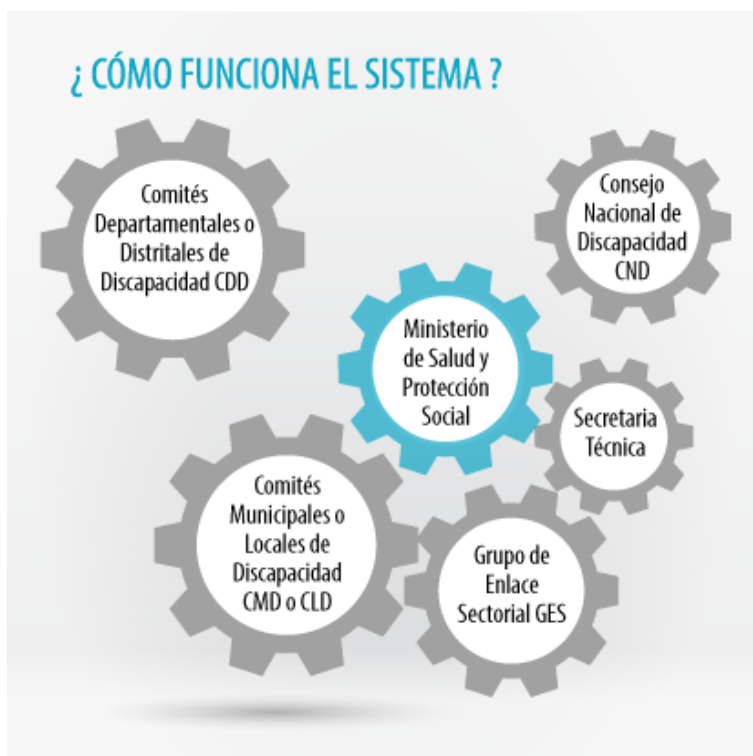 ¿ CÓMO FUNCIONA EL SISTEMA ?
Comités
Departamentales o
Distritales de
Discapacidad CDD
Consejo
Nacional de
Discapacidad
CND
Ministerio
de Salud y
Protección
Social
Secretaria
Técnica
Comités
Municipales o
Locales de
Discapacidad
CMD o CLD
Grupo de
Enlace
Sectorial GES